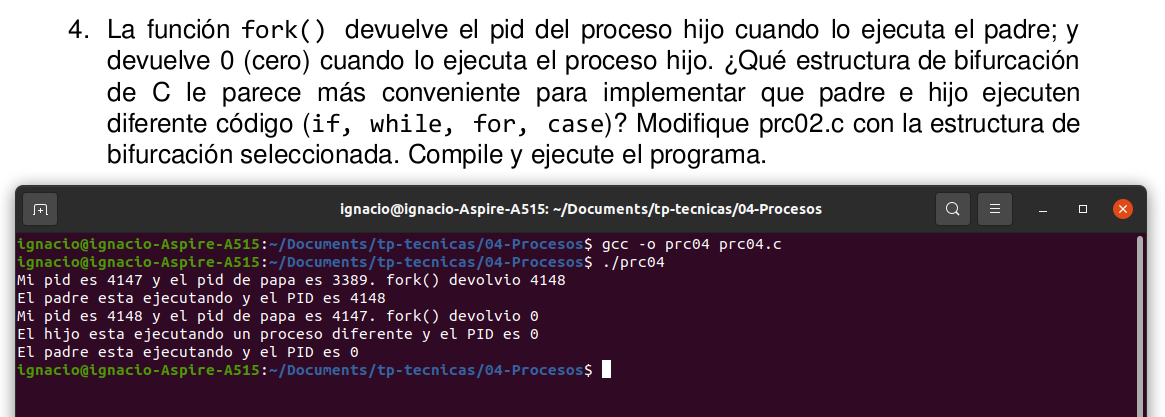 4. La función fork() devuelve el pid del proceso hijo cuando lo ejecuta el padre; y
devuelve 0 (cero) cuando lo ejecuta el proceso hijo. ¿Qué estructura de bifurcación
de C le parece más conveniente para implementar que padre e hijo ejecuten
diferente código (if, while, for, case)? Modifique prc02.c con la estructura de
bifurcación seleccionada. Compile y ejecute el programa.
ignacio@ignacio-Aspire-A515: ~/Documents/tp-tecnicas/04-Procesos
ignacio@ignacio-Aspire-A515:~/Documents/tp-tecnicas/04-Procesos$ gcc -o prc04 prc04.c
ignacio@ignacio-Aspire-A515:~/Documents/tp-tecnicas/04-Procesos$ ./prc04
Mi pid es 4147 y el pid de papa es 3389. fork() devolvio 4148
El padre esta ejecutando y el PID es 4148
Mi pid es 4148 y el pid de papa es 4147. fork() devolvio 0
El hijo esta ejecutando un proceso diferente y el PID es 0
El padre esta ejecutando y el PID es 0
ignacio@ignacio-Aspire-A515:~/Documents/tp-tecnicas/04-Procesos$